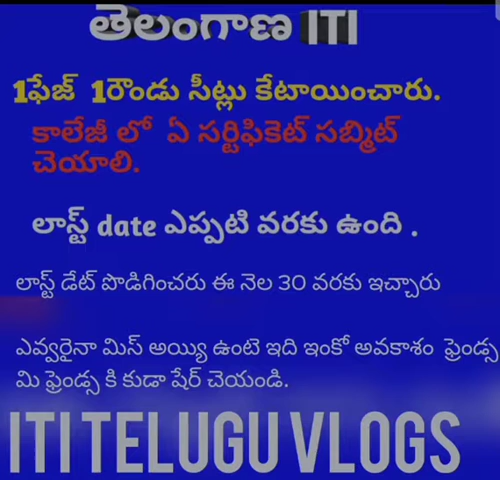 తెలంగాణ ITI
1ఫేజ్ 1రౌండు సీట్లు కేటాయించారు.
కాలేజీ లో ఏ సర్టిఫికెట్ సబ్మిట్
చెయాలి.
లాస్ట్ date ఎప్పటి వరకు ఉంది .
లాస్ట్ డేట్ పొడిగించరు ఈ నెల 30 వరకు ఇచ్చారు
ఎవ్వరైనా మిస్ అయ్యి ఉంటె ఇది ఇంకో అవకాశం ఫ్రెండ్స
మి ఫ్రెండ్స కి కుడా షేర్ చేయండి.
ITI TELUGU VLOGS